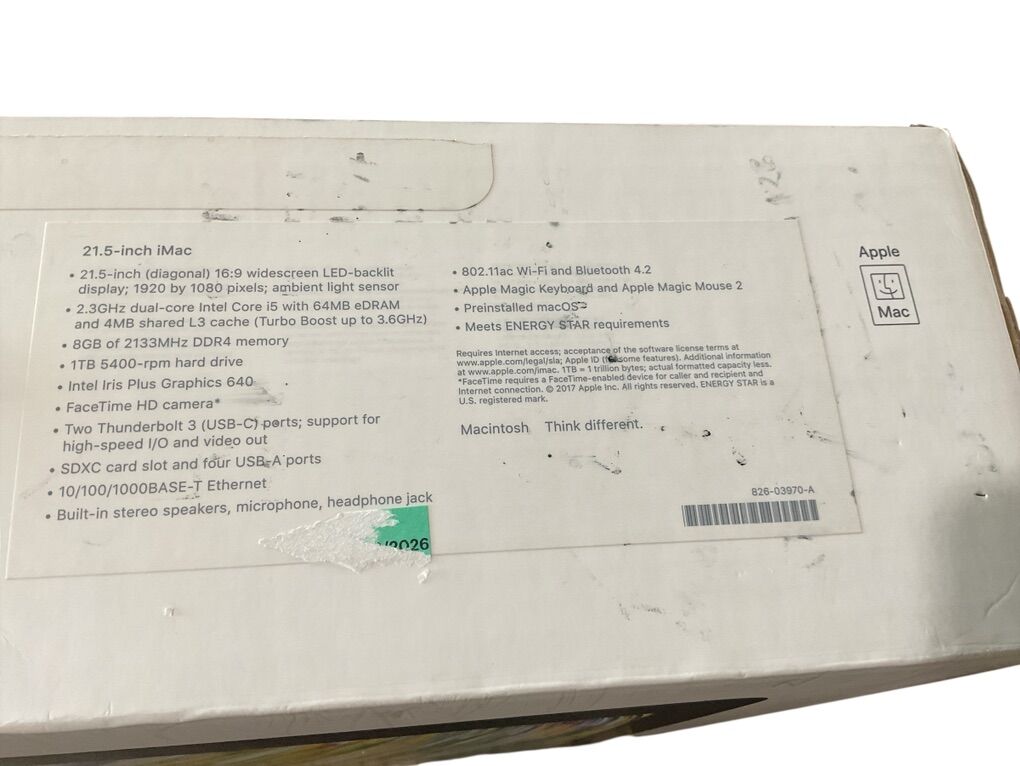 21.5-inch iMac
• 21.5-inch (diagonal) 16:9 widescreen LED-backlit
display; 1920 by 1080 pixels; ambient light sensor
• 2.3GHz dual-core Intel Core i5 with 64MB eDRAM
and 4MB shared L3 cache (Turbo Boost up to 3.6GHz)
• 8GB of 2133MHz DDR4 memory
• 1TB 5400-rpm hard drive
• Intel Iris Plus Graphics 640
• FaceTime HD camera*
• Two Thunderbolt 3 (USB-C) ports; support for
high-speed I/O and video out
• SDXC card slot and four USB-A ports
• 10/100/1000BASE-T Ethernet
• Built-in stereo speakers, microphone, headphone jack
/2026
• 802.11ac Wi-Fi and Bluetooth 4.2
• Apple Magic Keyboard and Apple Magic Mouse 2
• Preinstalled macOS
• Meets ENERGY STAR requirements
Requires Internet access; acceptance of the software license terms at
www.apple.com/legal/sla; Apple ID (for some features). Additional information
at www.apple.com/imac. 1TB = 1 trillion bytes; actual formatted capacity less.
*FaceTime requires a FaceTime-enabled device for caller and recipient and
Internet connection. © 2017 Apple Inc. All rights reserved. ENERGY STAR is a
U.S. registered mark.
Macintosh Think different.
826-03970-A
Apple
Mac